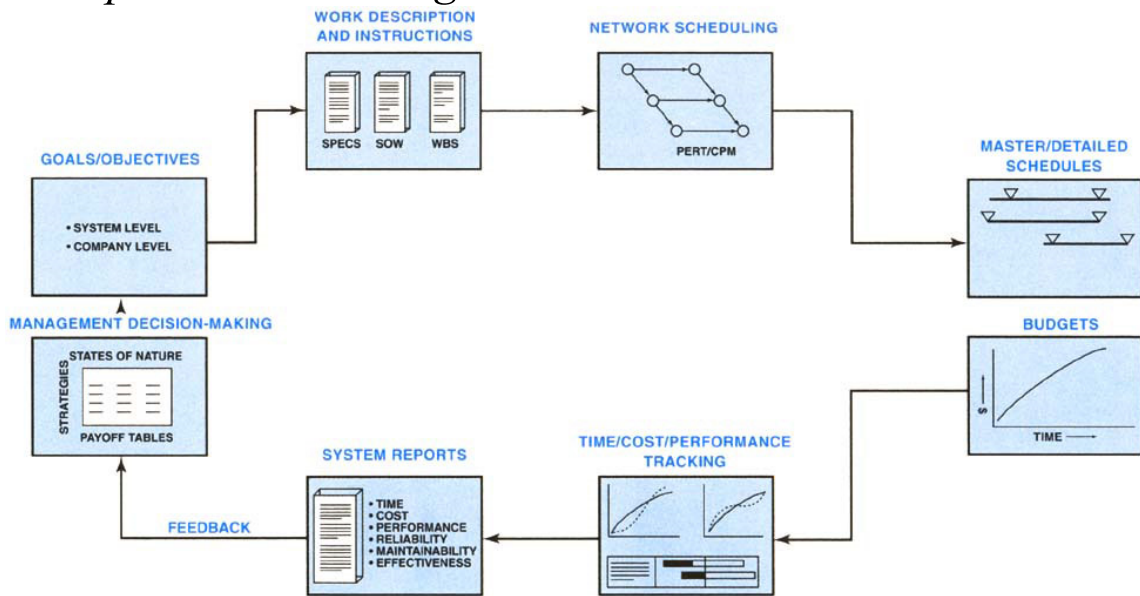 WORK DESCRIPTION
AND INSTRUCTIONS
SPECS SOW WBS
NETWORK SCHEDULING
PERT/CPM
GOALS/OBJECTIVES
• SYSTEM LEVEL
• COMPANY LEVEL
MASTER/DETAILED
SCHEDULES
MANAGEMENT DECISION-MAKING
STATES OF NATURE
STRATEGIES
PAYOFF TABLES
BUDGETS
$
TIME
TIME/COST/PERFORMANCE
TRACKING
SYSTEM REPORTS
• TIME
• COST
• PERFORMANCE
• RELIABILITY
• MAINTAINABILITY
• EFFECTIVENESS
FEEDBACK